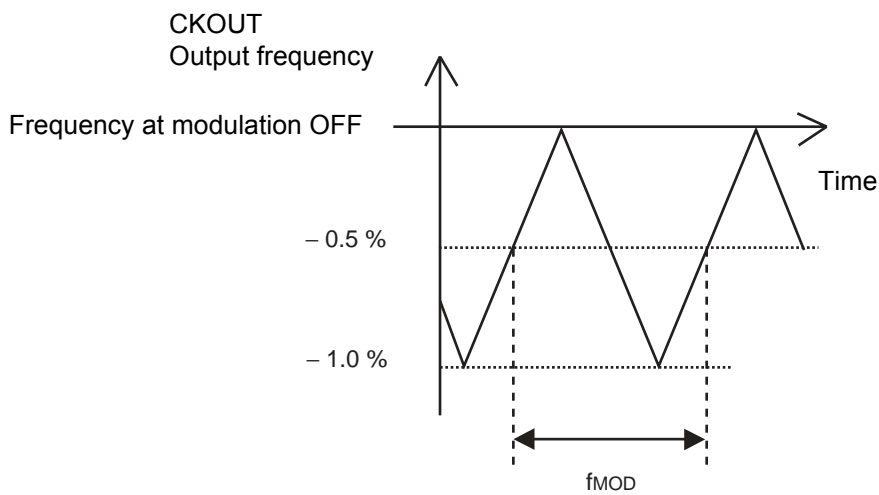 CKOUT
Output frequency
Frequency at modulation OFF
Time
– 0.5 %
– 1.0 %
fMOD